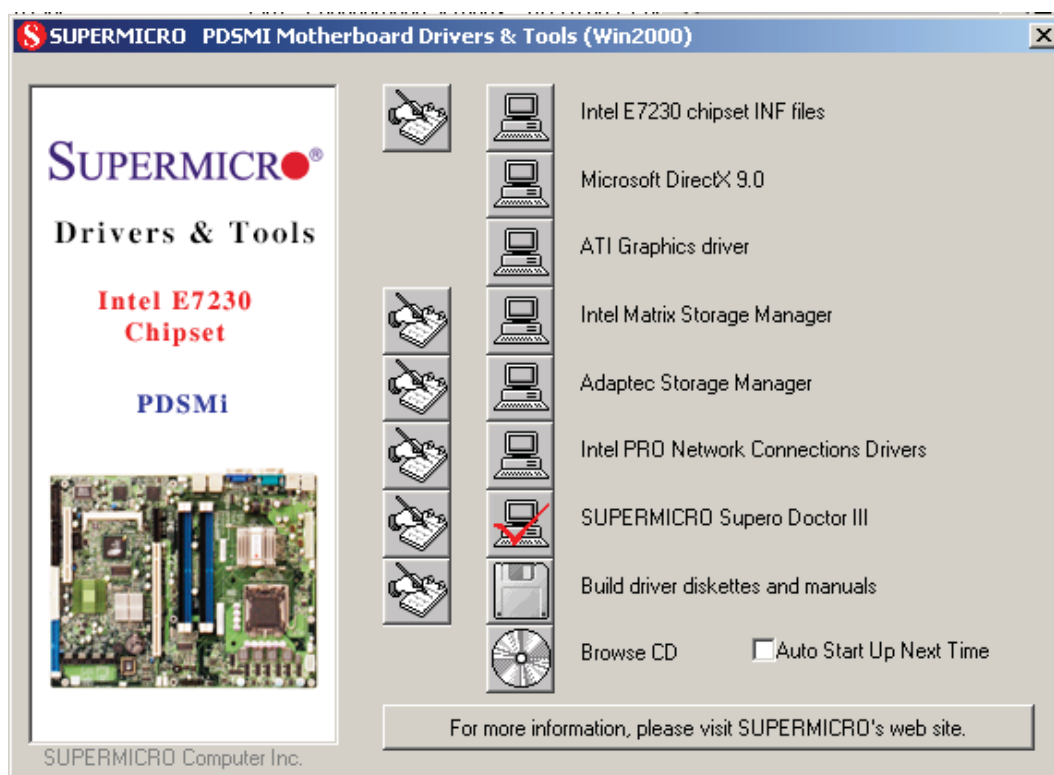 SUPERMICRO PDSMI Motherboard Drivers & Tools (Win2000)
SUPERMICRO®
Drivers & Tools
Intel E7230
Chipset
PDSMi
SUPERMICRO Computer Inc.
Intel E7230 chipset INF files
Microsoft DirectX 9.0
ATI Graphics driver
Intel Matrix Storage Manager
Adaptec Storage Manager
Intel PRO Network Connections Drivers
SUPERMICRO Supero Doctor III
Build driver diskettes and manuals
Browse CD
Auto Start Up Next Time
For more information, please visit SUPERMICRO's web site.